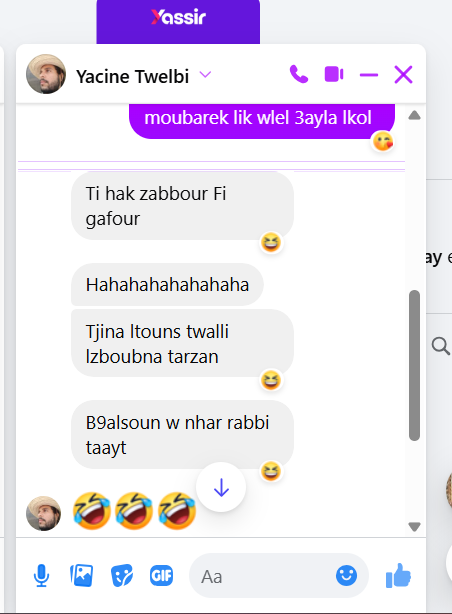 Yassir
Yacine Twelbi
moubarek lik wlel 3ayla lkol
Ti hak zabbour Fi
gafour
Hahahahahahahaha
Tjina ltouns twalli
lzboubna tarzan
B9alsoun w nhar rabbi
taayt
ay e
GIF
Aa